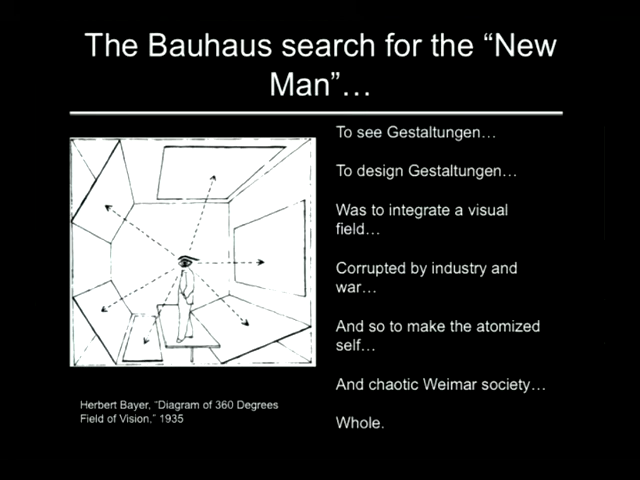 The Bauhaus search for the “New
Man”…
To see Gestaltungen…
To design Gestaltungen…
Was to integrate a visual
field…
Corrupted by industry and
war…
And so to make the atomized
self…
And chaotic Weimar society…
Whole.
Herbert Bayer, “Diagram of 360 Degrees
Field of Vision,” 1935